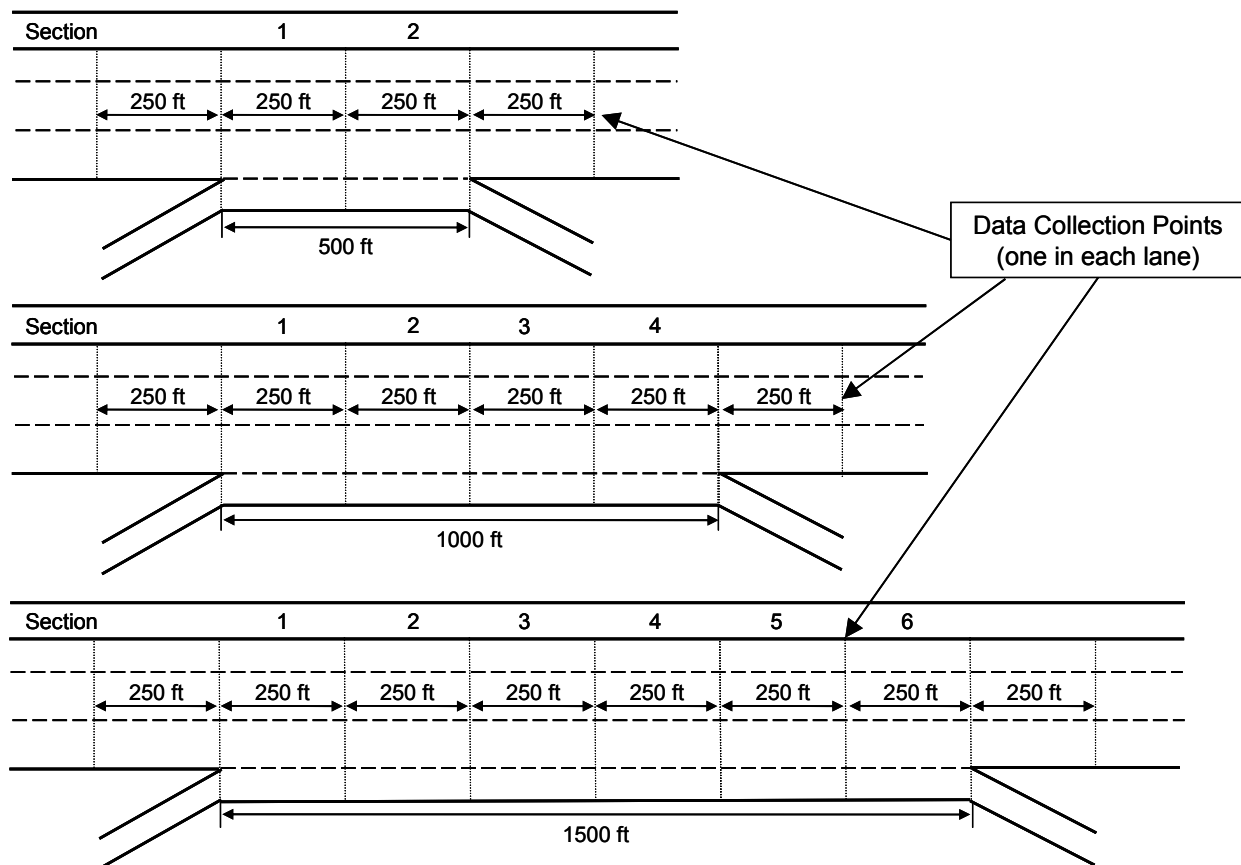 Section 1 2
250 ft 250 ft 250 ft 250 ft
500 ft
Data Collection Points
(one in each lane)
Section 1 2 3 4
250 ft 250 ft 250 ft 250 ft 250 ft 250 ft
1000 ft
Section 1 2 3 4 5 6
250 ft 250 ft 250 ft 250 ft 250 ft 250 ft 250 ft 250 ft
1500 ft